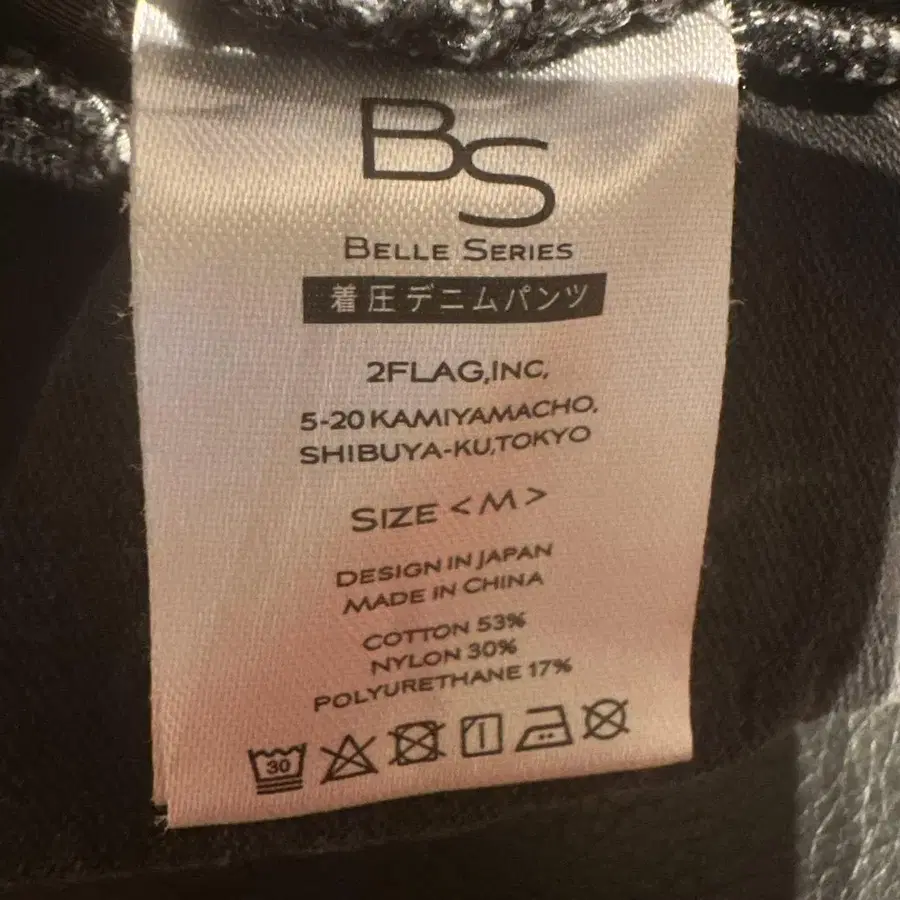 BS
BELLE SERIES
着圧デニムパンツ
2FLAG,INC,
5-20 KAMIYAMACHO,
SHIBUYA-KU,TOKYO
SIZE <M>
DESIGN IN JAPAN
MADE IN CHINA
COTTON 53%
NYLON 30%
POLYURETHANE 17%
30